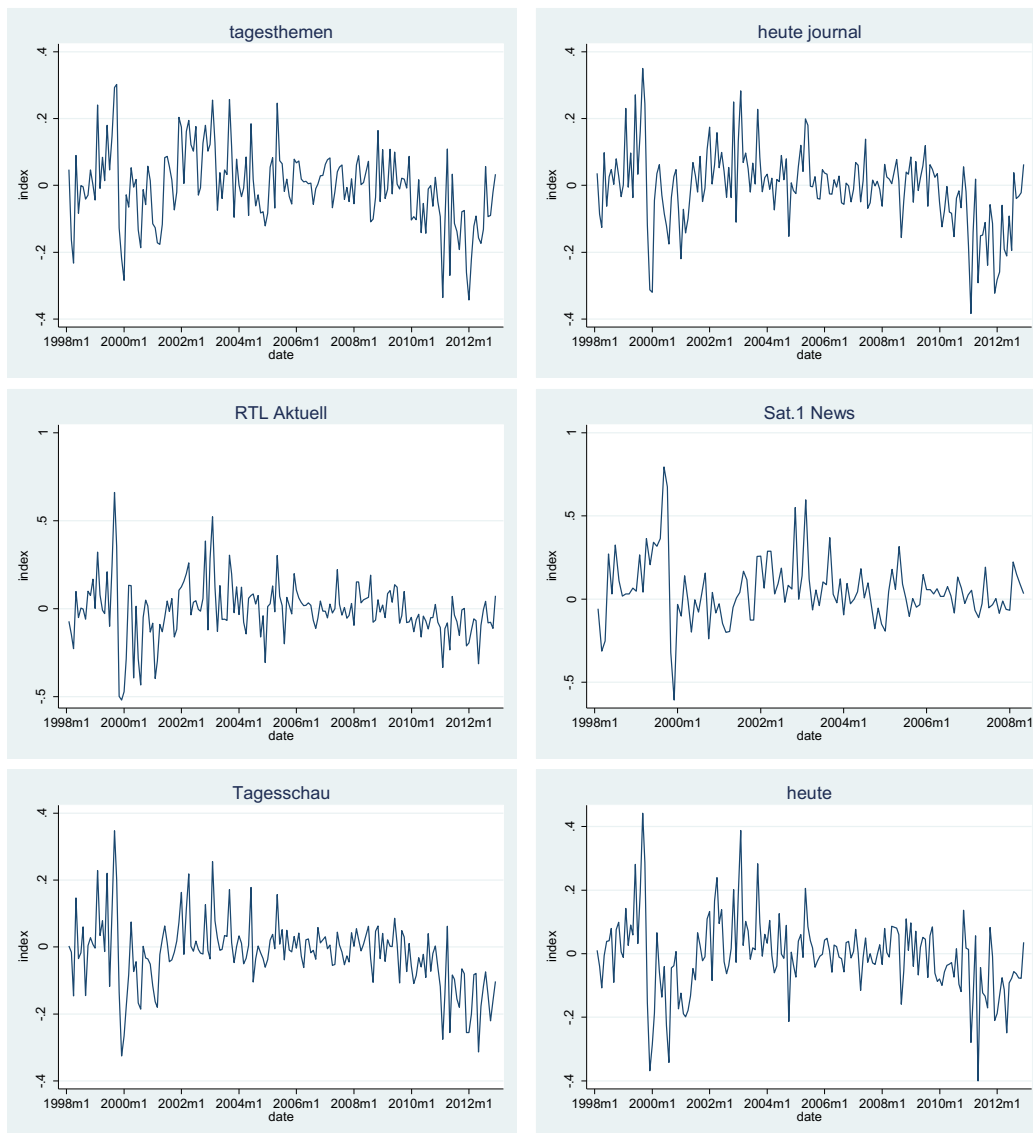 tagesthemen
.4
.2
0
-.2
-.4
index
1998m1 2000m1 2002m1 2004m1 2006m1 2008m1 2010m1 2012m1
date
heute journal
.4
.2
0
-.2
-.4
index
1998m1 2000m1 2002m1 2004m1 2006m1 2008m1 2010m1 2012m1
date
RTL Aktuell
1
.5
0
-.5
index
1998m1 2000m1 2002m1 2004m1 2006m1 2008m1 2010m1 2012m1
date
Sat.1 News
1
.5
0
-.5
index
1998m1 2000m1 2002m1 2004m1 2006m1 2008m1
date
Tagesschau
.4
.2
0
-.2
-.4
index
1998m1 2000m1 2002m1 2004m1 2006m1 2008m1 2010m1 2012m1
date
heute
.4
.2
0
-.2
-.4
index
1998m1 2000m1 2002m1 2004m1 2006m1 2008m1 2010m1 2012m1
date